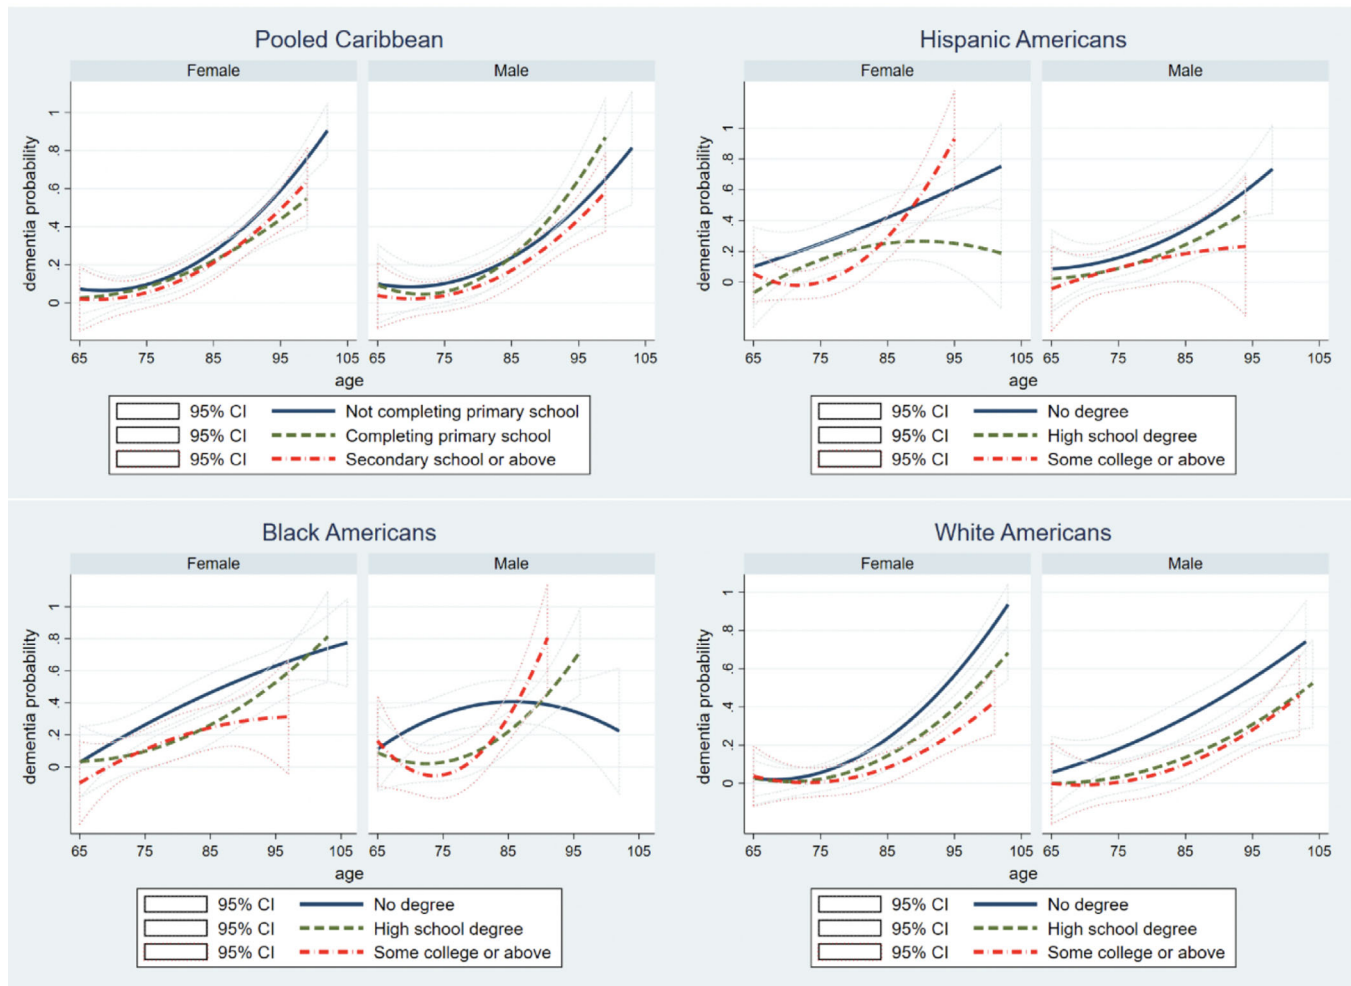 Pooled Caribbean
Female Male
dementia probability
1
.8
.6
.4
.2
0
65 75 85 95 105 65 75 85 95 105
age
95% CI Not completing primary school
95% CI Completing primary school
95% CI Secondary school or above
Hispanic Americans
Female Male
dementia probability
1
.8
.6
.4
.2
0
65 75 85 95 105 65 75 85 95 105
age
95% CI No degree
95% CI High school degree
95% CI Some college or above
Black Americans
Female Male
dementia probability
1
.8
.6
.4
.2
0
65 75 85 95 105 65 75 85 95 105
age
95% CI No degree
95% CI High school degree
95% CI Some college or above
White Americans
Female Male
dementia probability
1
.8
.6
.4
.2
0
65 75 85 95 105 65 75 85 95 105
age
95% CI No degree
95% CI High school degree
95% CI Some college or above